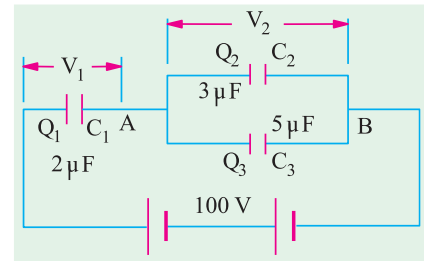 V₂
V₁
Q₂ C₂
3 μF
Q₁ C₁ A
5 μF
B
2 μF
Q₃ C₃
100 V